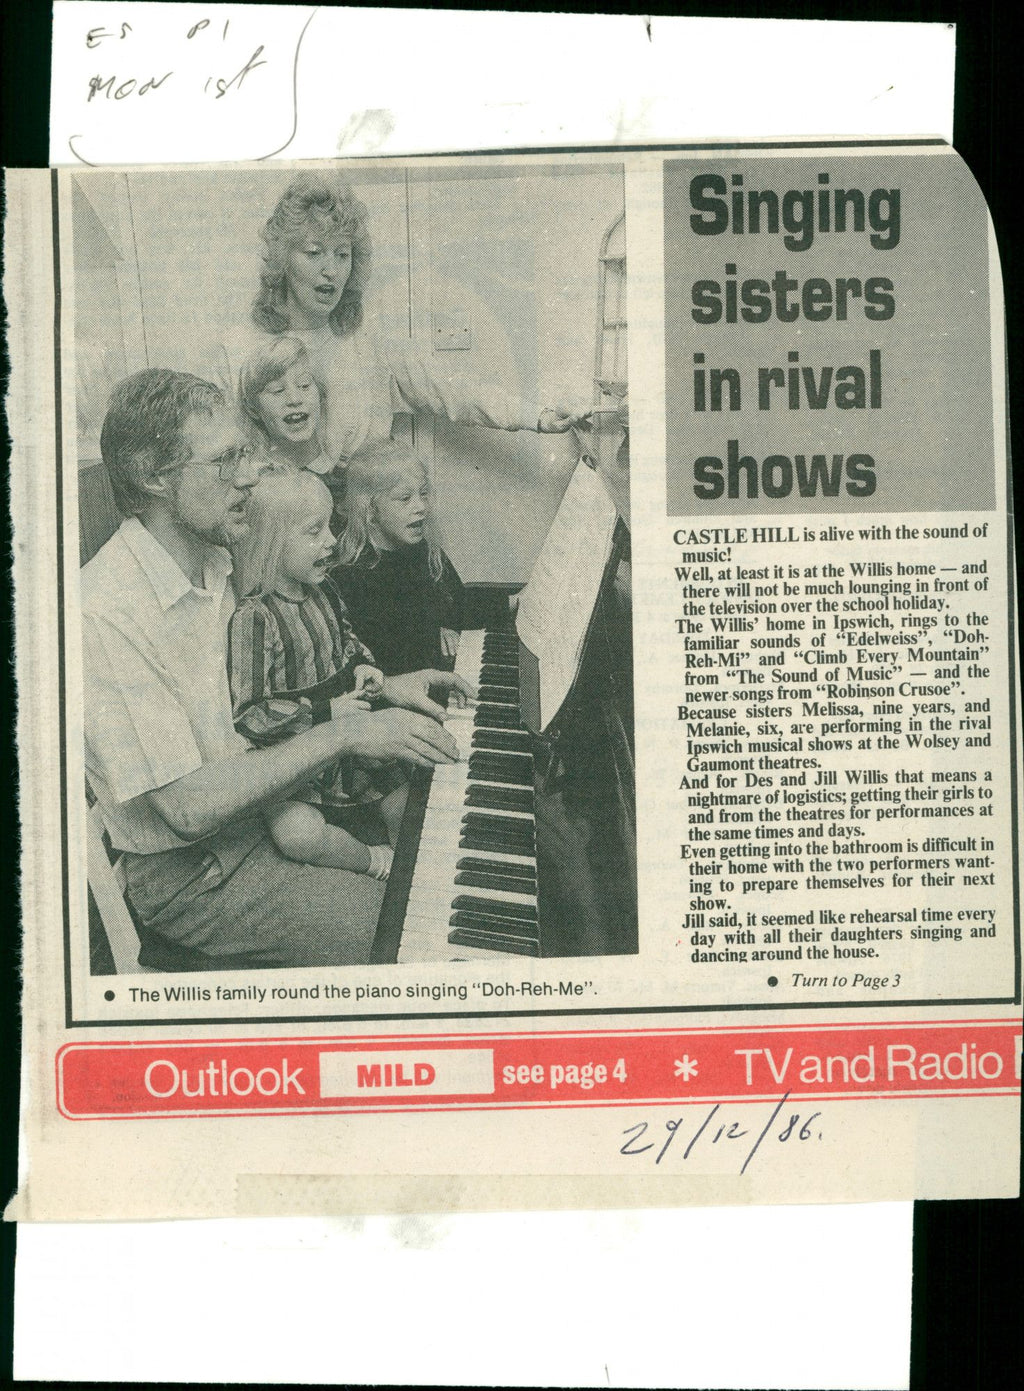 ES P1
MON 1st
Singing
sisters
in rival
shows
CASTLE HILL is alive with the sound of
music!
Well, at least it is at the Willis home — and
there will not be much lounging in front of
the television over the school holiday.
The Willis' home in Ipswich, rings to the
familiar sounds of "Edelweiss", "Doh-
Reh-Mi" and "Climb Every Mountain"
from "The Sound of Music" — and the
newer songs from "Robinson Crusoe".
Because sisters Melissa, nine years, and
Melanie, six, are performing in the rival
Ipswich musical shows at the Wolsey and
Gaumont theatres.
And for Des and Jill Willis that means a
nightmare of logistics; getting their girls to
and from the theatres for performances at
the same times and days.
Even getting into the bathroom is difficult in
their home with the two performers want-
ing to prepare themselves for their next
show.
Jill said, it seemed like rehearsal time every
day with all their daughters singing and
dancing around the house.
● Turn to Page 3
● The Willis family round the piano singing "Doh-Reh-Me".
Outlook MILD see page 4 * TV and Radio
29/12/86.